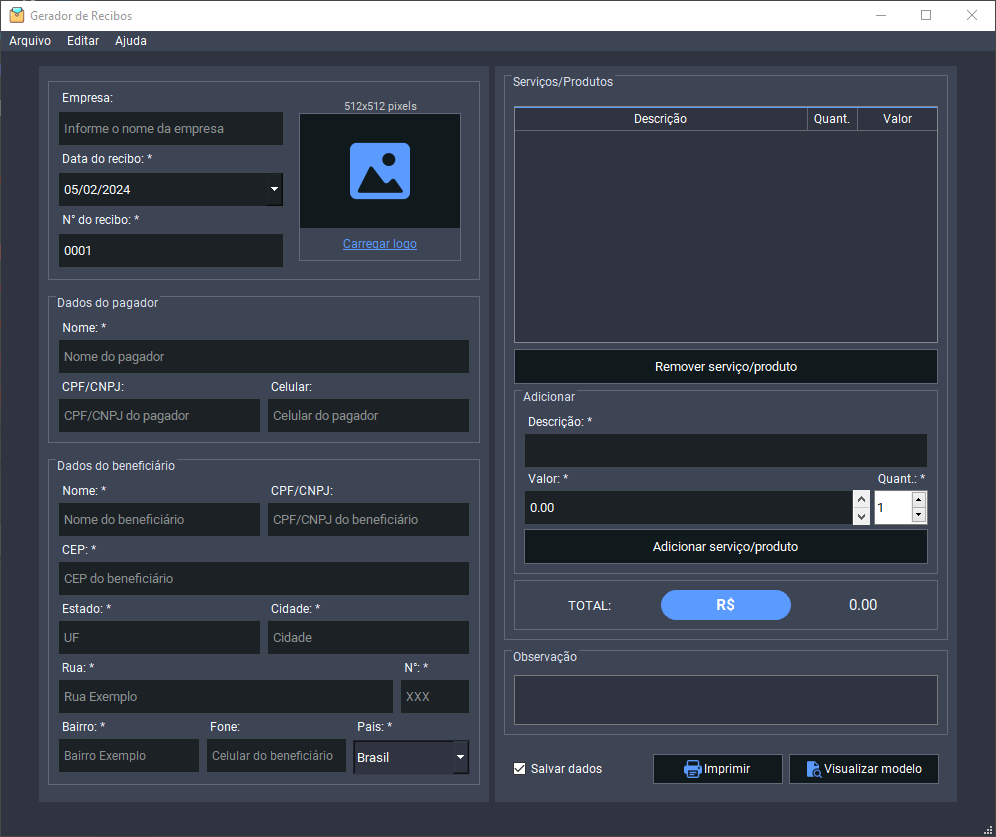 Gerador de Recibos
Arquivo Editar Ajuda
Empresa:
Informe o nome da empresa
Data do recibo: *
05/02/2024
N° do recibo: *
0001
512x512 pixels
Carregar logo
Dados do pagador
Nome: *
Nome do pagador
CPF/CNPJ: Celular:
CPF/CNPJ do pagador Celular do pagador
Dados do beneficiário
Nome: * CPF/CNPJ:
Nome do beneficiário CPF/CNPJ do beneficiário
CEP: *
CEP do beneficiário
Estado: * Cidade: *
UF Cidade
Rua: * N°: *
Rua Exemplo XXX
Bairro: * Fone: Pais: *
Bairro Exemplo Celular do beneficiário Brasil
Serviços/Produtos
Descrição Quant. Valor
Remover serviço/produto
Adicionar
Descrição: *
Valor: * Quant.: *
0.00 1
Adicionar serviço/produto
TOTAL: R$ 0.00
Observação
Salvar dados Imprimir Visualizar modelo